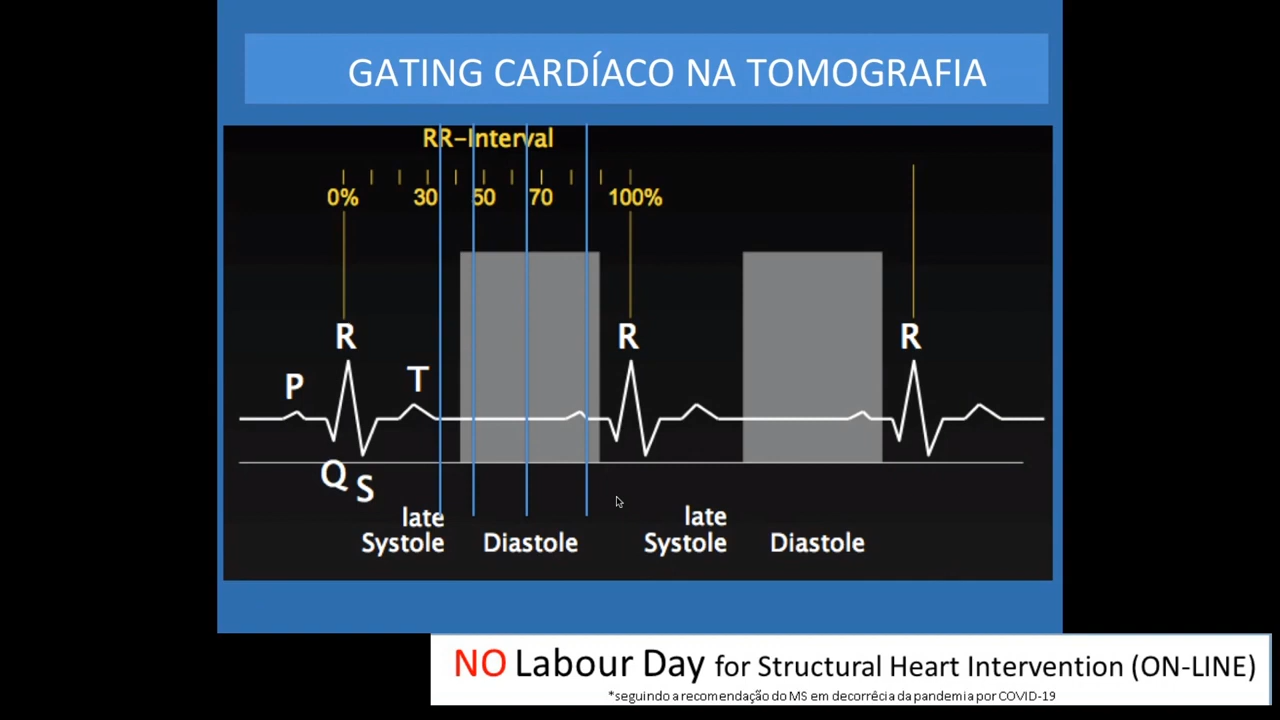 GATING CARDÍACO NA TOMOGRAFIA
RR-Interval
0% 30 50 70 100%
R R R
P T
Q S
late late
Systole Diastole Systole Diastole
NO Labour Day for Structural Heart Intervention (ON-LINE)
*seguindo a recomendação do MS em decorrêcia da pandemia por COVID-19